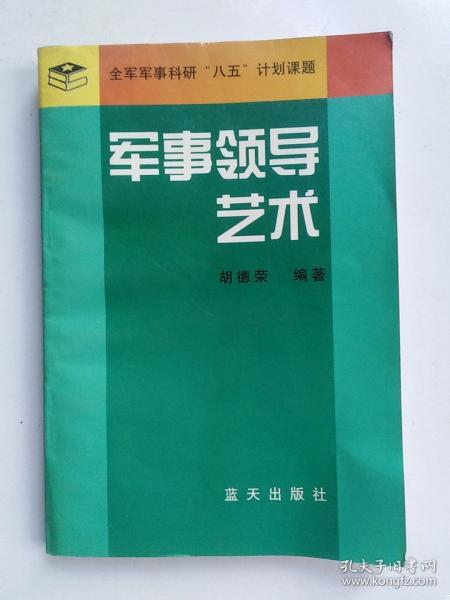 全军军事科研“八五”计划课题
军事领导
艺术
胡德荣 编著
蓝天出版社
孔夫子旧书网
www.kongfz.com